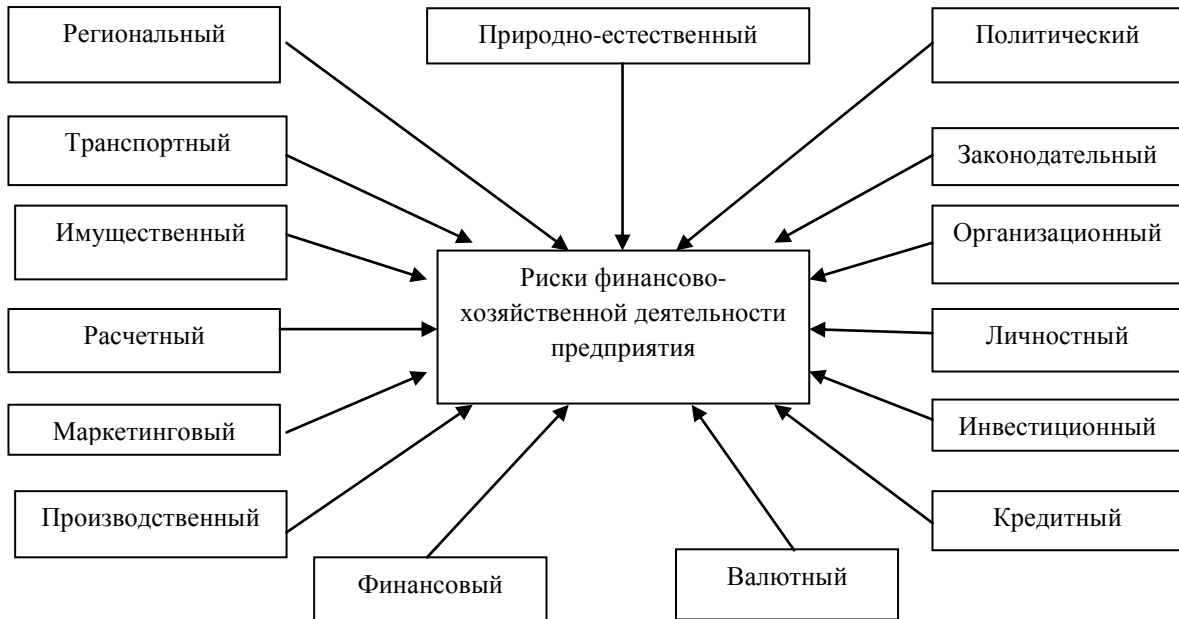 Региональный
Природно-естественный
Политический
Транспортный
Законодательный
Имущественный
Организационный
Риски финансово-
хозяйственной деятельности
предприятия
Расчетный
Личностный
Маркетинговый
Инвестиционный
Производственный
Кредитный
Финансовый
Валютный